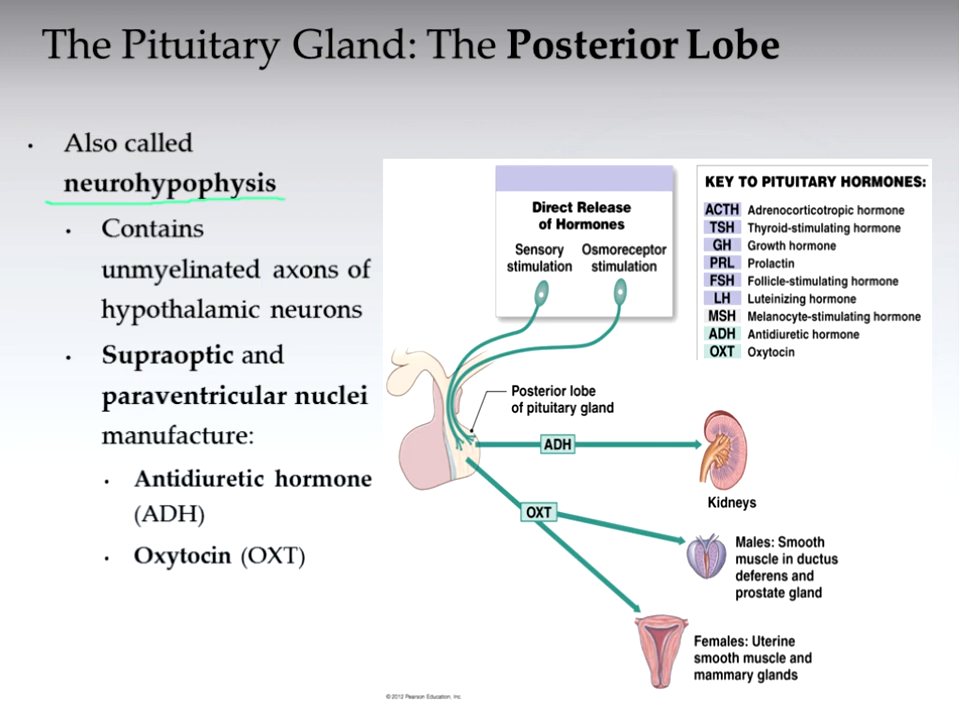 The Pituitary Gland: The Posterior Lobe
• Also called
neurohypophysis
• Contains
unmyelinated axons of
hypothalamic neurons
• Supraoptic and
paraventricular nuclei
manufacture:
• Antidiuretic hormone
(ADH)
• Oxytocin (OXT)
Direct Release
of Hormones
Sensory
stimulation
Osmoreceptor
stimulation
KEY TO PITUITARY HORMONES:
ACTH Adrenocorticotropic hormone
TSH Thyroid-stimulating hormone
GH Growth hormone
PRL Prolactin
FSH Follicle-stimulating hormone
LH Luteinizing hormone
MSH Melanocyte-stimulating hormone
ADH Antidiuretic hormone
OXT Oxytocin
Posterior lobe
of pituitary gland
ADH
Kidneys
OXT
Males: Smooth
muscle in ductus
deferens and
prostate gland
Females: Uterine
smooth muscle and
mammary glands
© 2012 Pearson Education, Inc.